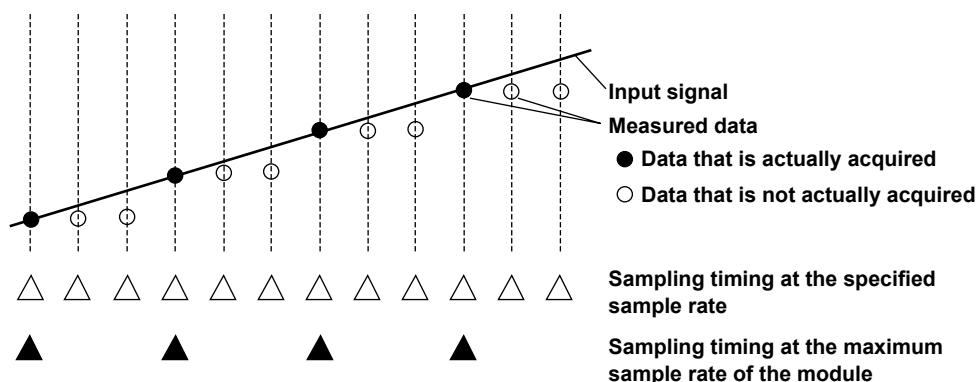 Input signal
Measured data
Data that is actually acquired
Data that is not actually acquired
Sampling timing at the specified
sample rate
Sampling timing at the maximum
sample rate of the module